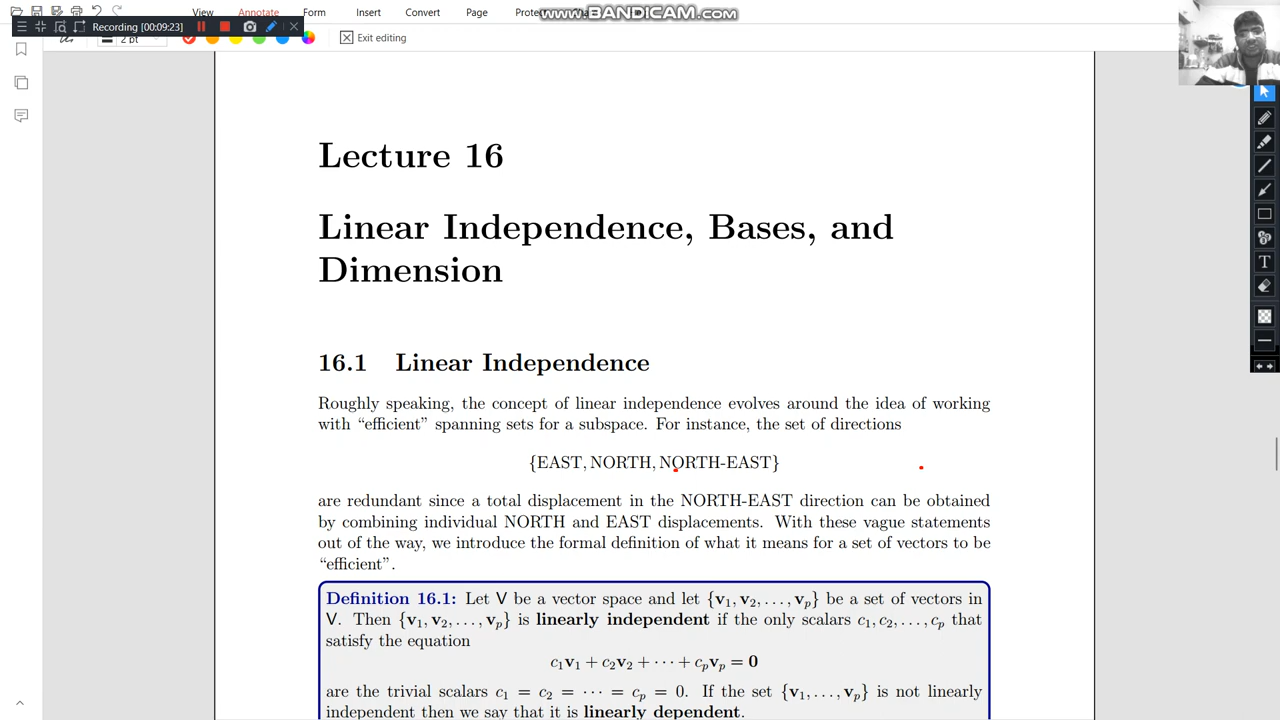 www.BANDICAM.com
Form Insert Convert Page Prote
Recording [00:09:23]
View Annotate
2 pt
Exit editing
Lecture 16
Linear Independence, Bases, and
Dimension
16.1 Linear Independence
Roughly speaking, the concept of linear independence evolves around the idea of working
with “efficient” spanning sets for a subspace. For instance, the set of directions
{EAST, NORTH, NORTH-EAST}
are redundant since a total displacement in the NORTH-EAST direction can be obtained
by combining individual NORTH and EAST displacements. With these vague statements
out of the way, we introduce the formal definition of what it means for a set of vectors to be
“efficient”.
Definition 16.1: Let V be a vector space and let {v₁, v₂, . . . , vₚ} be a set of vectors in
V. Then {v₁, v₂, . . . , vₚ} is linearly independent if the only scalars c₁, c₂, . . . , cₚ that
satisfy the equation
c₁v₁ + c₂v₂ + · · · + cₚvₚ = 0
are the trivial scalars c₁ = c₂ = · · · = cₚ = 0. If the set {v₁, . . . , vₚ} is not linearly
independent then we say that it is linearly dependent.